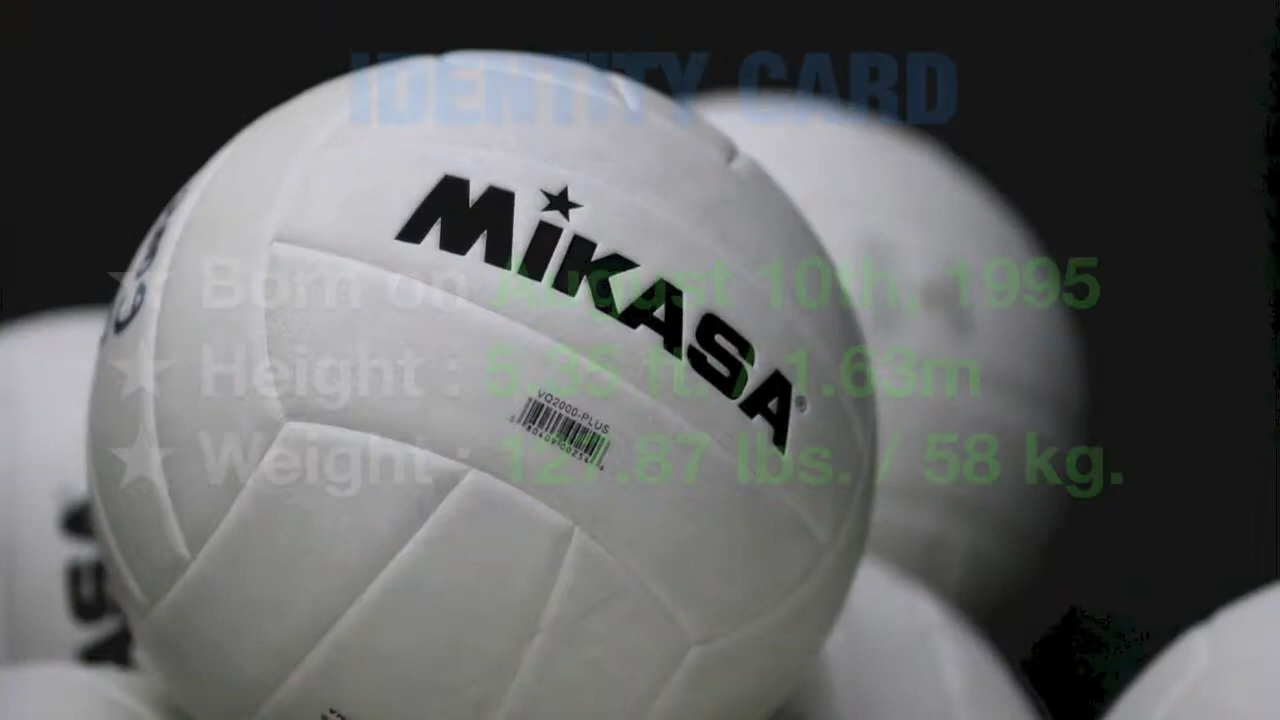 IDENTITY CARD
MiKASA®
★ Born on August 10th, 1995
★ Height : 5.35 ft. / 1.63m
VQ2000-PLUS
★ Weight : 127.87 lbs. / 58 kg.